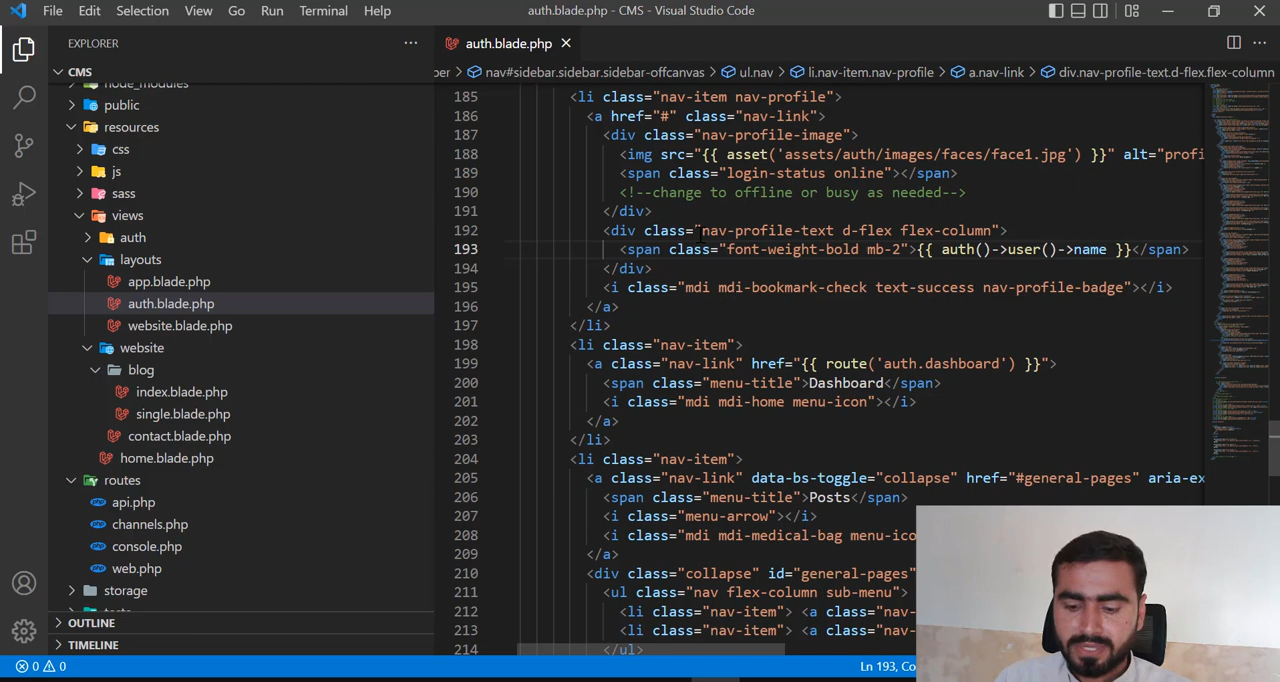 File Edit Selection View Go Run Terminal Help auth.blade.php - CMS - Visual Studio Code
EXPLORER
CMS
node_modules
public
resources
css
js
sass
views
auth
layouts
app.blade.php
auth.blade.php
website.blade.php
website
blog
index.blade.php
single.blade.php
contact.blade.php
home.blade.php
routes
api.php
channels.php
console.php
web.php
storage
OUTLINE
TIMELINE
auth.blade.php
nav#sidebar.sidebar.sidebar-offcanvas > ul.nav > li.nav-item.nav-profile > a.nav-link > div.nav-profile-text.d-flex.flex-column
185 <li class="nav-item nav-profile">
186 <a href="#" class="nav-link">
187 <div class="nav-profile-image">
188 <img src="{{ asset('assets/auth/images/faces/face1.jpg') }}" alt="profi
189 <span class="login-status online"></span>
190 <!--change to offline or busy as needed-->
191 </div>
192 <div class="nav-profile-text d-flex flex-column">
193 <span class="font-weight-bold mb-2">{{ auth()->user()->name }}</span>
194 </div>
195 <i class="mdi mdi-bookmark-check text-success nav-profile-badge"></i>
196 </a>
197 </li>
198 <li class="nav-item">
199 <a class="nav-link" href="{{ route('auth.dashboard') }}">
200 <span class="menu-title">Dashboard</span>
201 <i class="mdi mdi-home menu-icon"></i>
202 </a>
203 </li>
204 <li class="nav-item">
205 <a class="nav-link" data-bs-toggle="collapse" href="#general-pages" aria-ex
206 <span class="menu-title">Posts</span>
207 <i class="menu-arrow"></i>
208 <i class="mdi mdi-medical-bag menu-ico
209 </a>
210 <div class="collapse" id="general-pages"
211 <ul class="nav flex-column sub-menu">
212 <li class="nav-item"> <a class="nav-
213 <li class="nav-item"> <a class="nav-
214 </ul>
0 0
Ln 193, Co